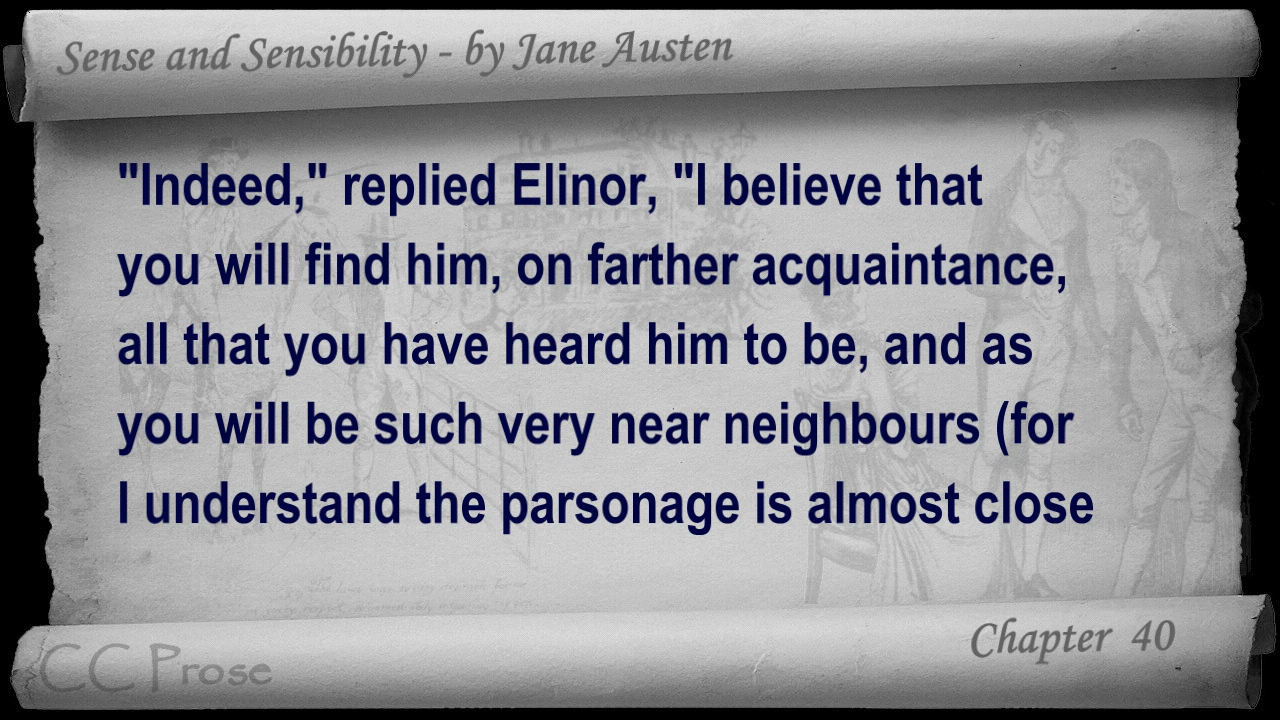 Sense and Sensibility - by Jane Austen
"Indeed," replied Elinor, "I believe that
you will find him, on farther acquaintance,
all that you have heard him to be, and as
you will be such very near neighbours (for
I understand the parsonage is almost close
Chapter 40
CC Prose